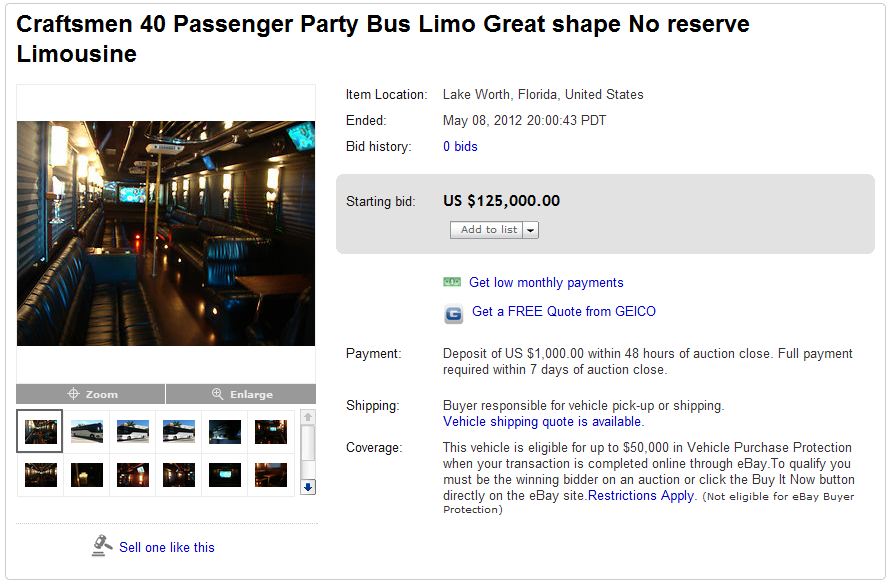 Craftsmen 40 Passenger Party Bus Limo Great shape No reserve
Limousine
Item Location: Lake Worth, Florida, United States
Ended: May 08, 2012 20:00:43 PDT
Bid history: 0 bids
Starting bid: US $125,000.00
Add to list
Get low monthly payments
G Get a FREE Quote from GEICO
Payment: Deposit of US $1,000.00 within 48 hours of auction close. Full payment
required within 7 days of auction close.
Zoom Enlarge
Shipping: Buyer responsible for vehicle pick-up or shipping.
Vehicle shipping quote is available.
Coverage: This vehicle is eligible for up to $50,000 in Vehicle Purchase Protection
when your transaction is completed online through eBay.To qualify you
must be the winning bidder on an auction or click the Buy It Now button
directly on the eBay site.Restrictions Apply. (Not eligible for eBay Buyer
Protection)
Sell one like this